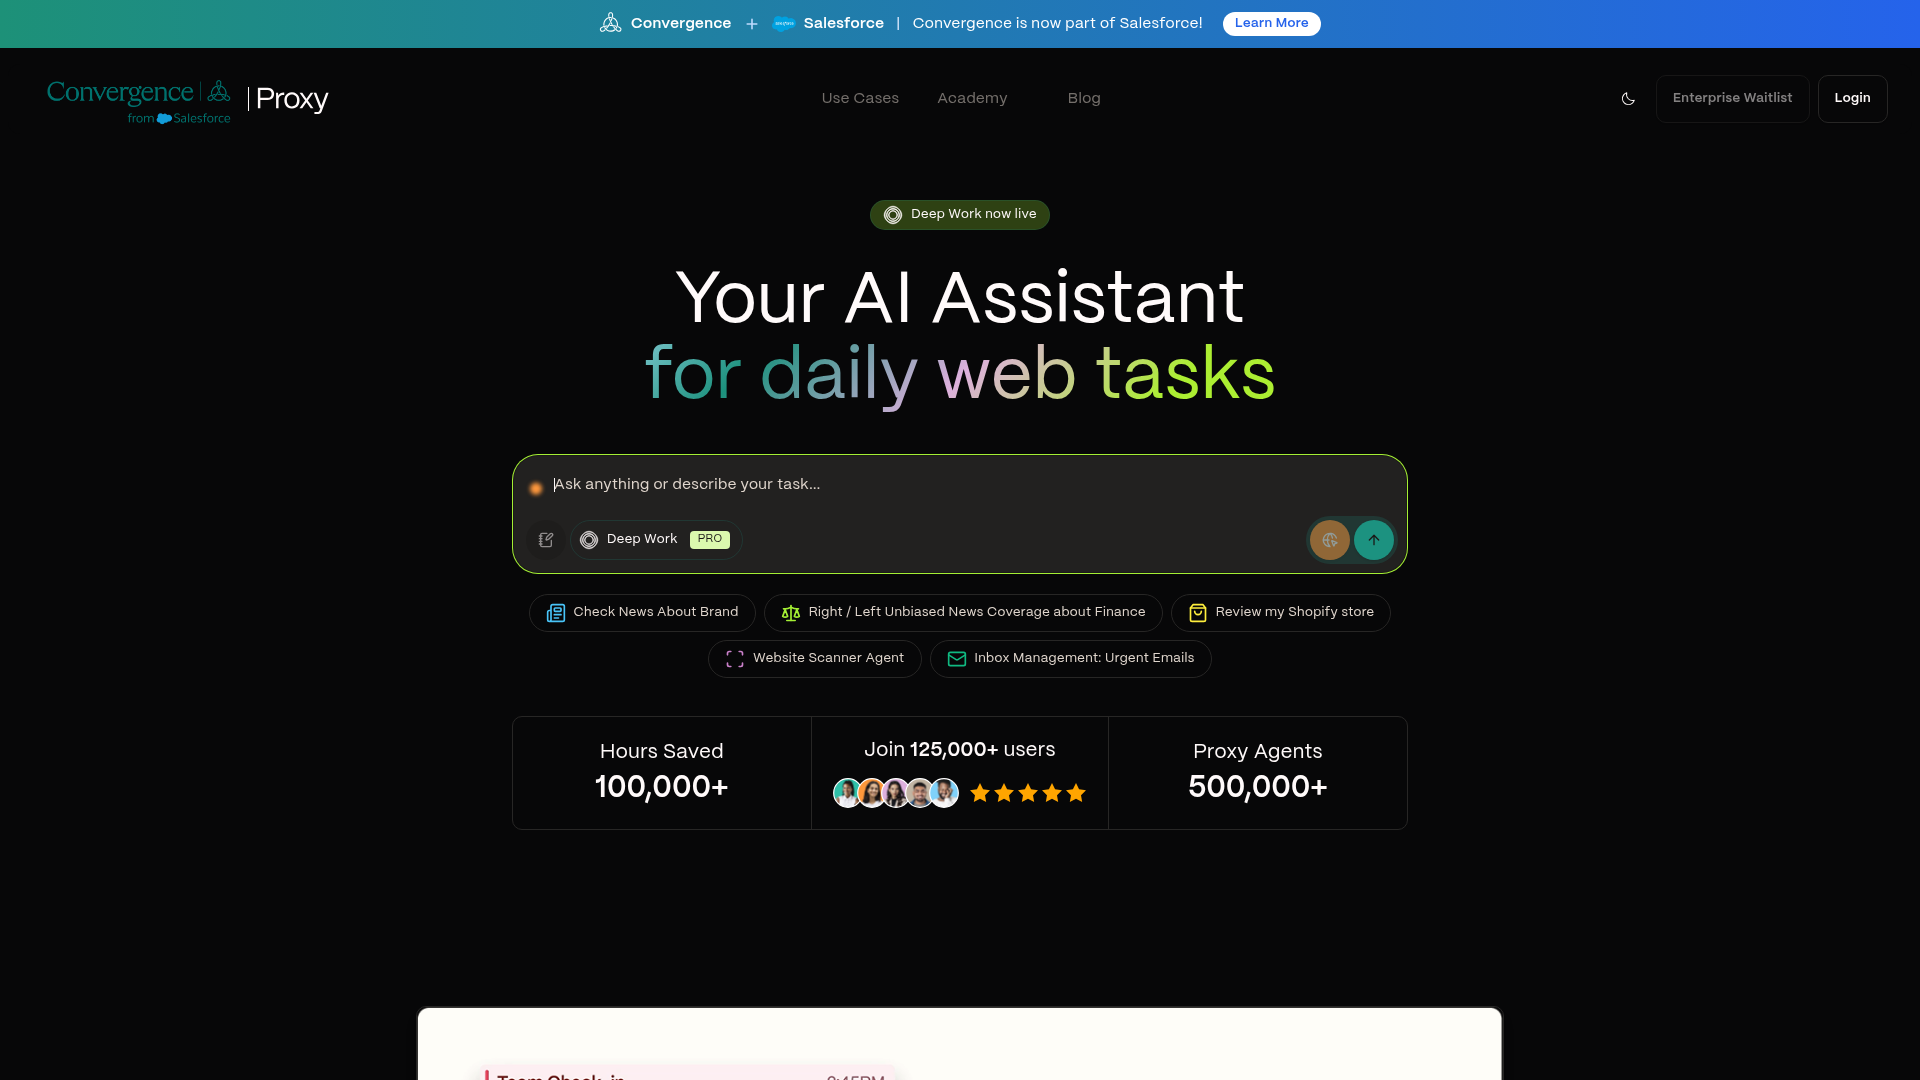 Convergence + Salesforce | Convergence is now part of Salesforce! Learn More
Convergence | Proxy
from Salesforce
Use Cases Academy Blog
Enterprise Waitlist Login
Deep Work now live
Your AI Assistant
for daily web tasks
Ask anything or describe your task...
Deep Work PRO
Check News About Brand Right / Left Unbiased News Coverage about Finance Review my Shopify store
Website Scanner Agent Inbox Management: Urgent Emails
Hours Saved
100,000+
Join 125,000+ users
Proxy Agents
500,000+
Team Check-in